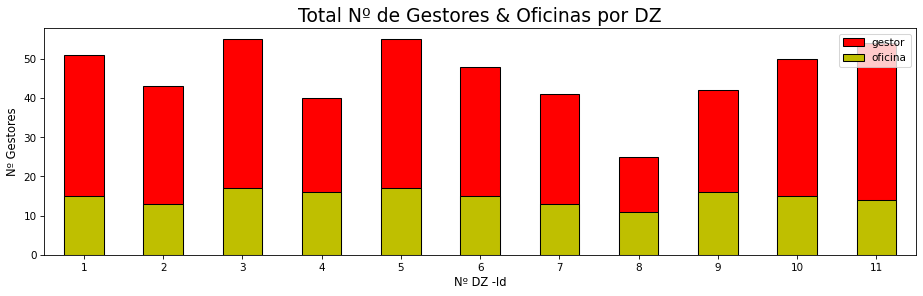 Total Nº de Gestores & Oficinas por DZ
gestor
oficina
50
40
30
20
10
0
Nº Gestores
1 2 3 4 5 6 7 8 9 10 11
Nº DZ -Id